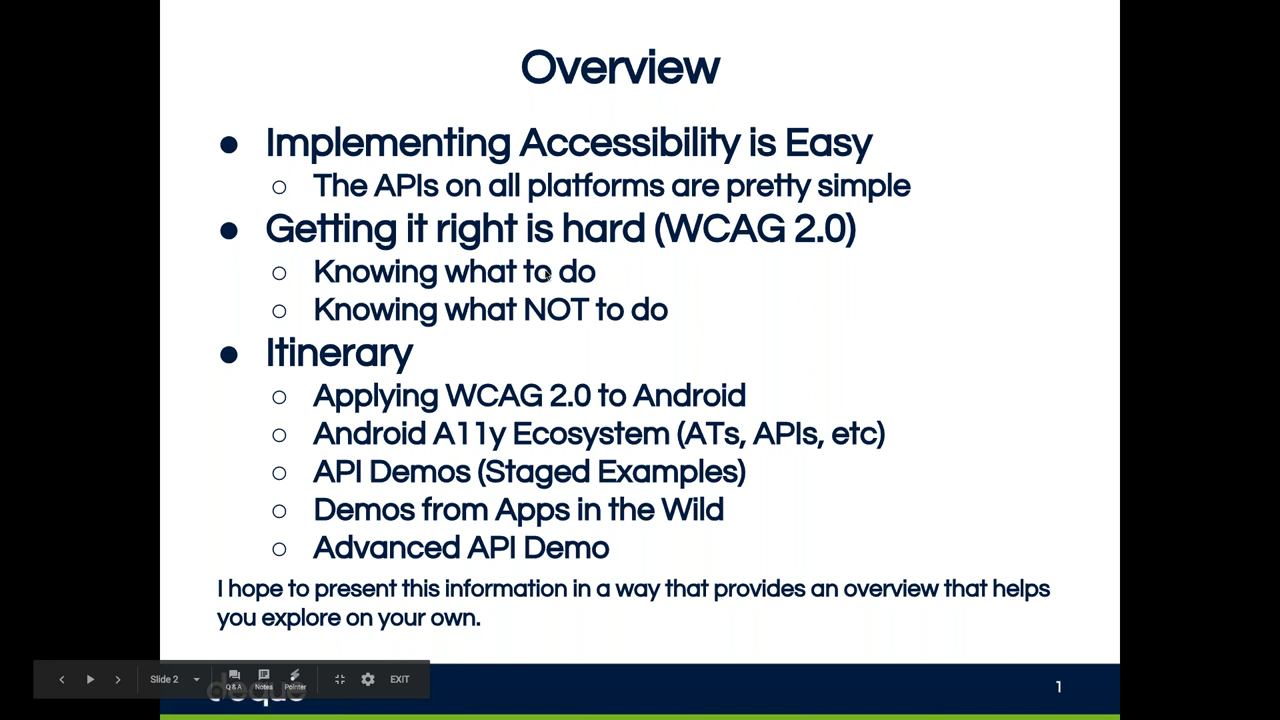 Overview
● Implementing Accessibility is Easy
○ The APIs on all platforms are pretty simple
● Getting it right is hard (WCAG 2.0)
○ Knowing what to do
○ Knowing what NOT to do
● Itinerary
○ Applying WCAG 2.0 to Android
○ Android A11y Ecosystem (ATs, APIs, etc)
○ API Demos (Staged Examples)
○ Demos from Apps in the Wild
○ Advanced API Demo
I hope to present this information in a way that provides an overview that helps
you explore on your own.
Slide 2 Q&A Notes Pointer EXIT
deque
1